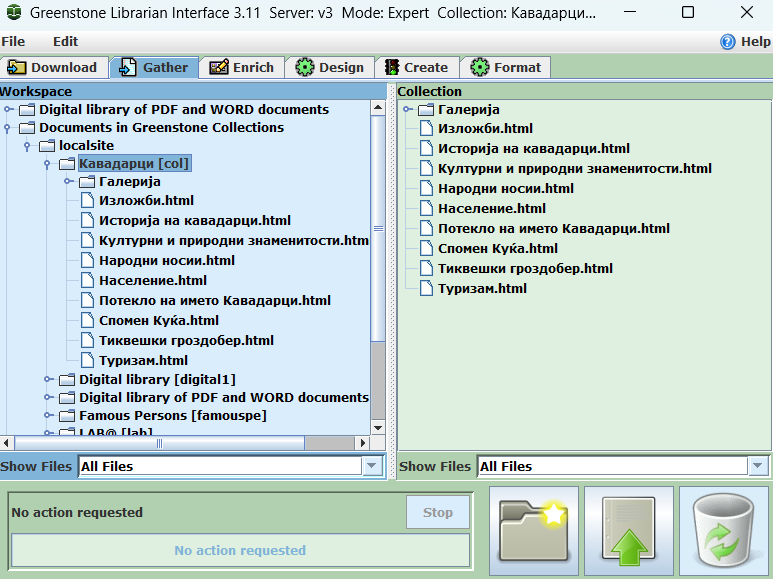 Greenstone Librarian Interface 3.11 Server: v3 Mode: Expert Collection: Кавадарци...
File Edit Help
Download Gather Enrich Design Create Format
Workspace
Digital library of PDF and WORD documents
Documents in Greenstone Collections
localsite
Кавадарци [col]
Галерија
Изложби.html
Историја на кавадарци.html
Културни и природни знаменитости.htm
Народни носии.html
Население.html
Потекло на името Кавадарци.html
Спомен Куќа.html
Тиквешки гроздобер.html
Туризам.html
Digital library [digital1]
Digital library of PDF and WORD documents
Famous Persons [famouspe]
LAB@ [lab]
Show Files All Files
Collection
Галерија
Изложби.html
Историја на кавадарци.html
Културни и природни знаменитости.html
Народни носии.html
Население.html
Потекло на името Кавадарци.html
Спомен Куќа.html
Тиквешки гроздобер.html
Туризам.html
Show Files All Files
No action requested Stop
No action requested